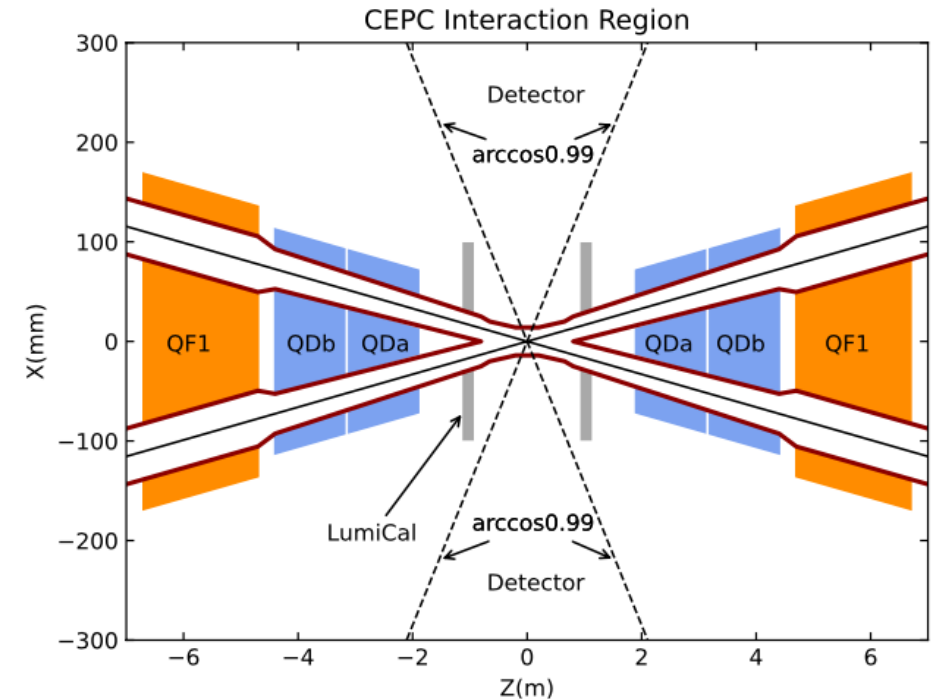 CEPC Interaction Region
300
200
100
0
−100
−200
−300
X(mm)
Detector
arccos0.99
QF1
QDb
QDa
QDa
QDb
QF1
LumiCal
arccos0.99
Detector
−6
−4
−2
0
2
4
6
Z(m)